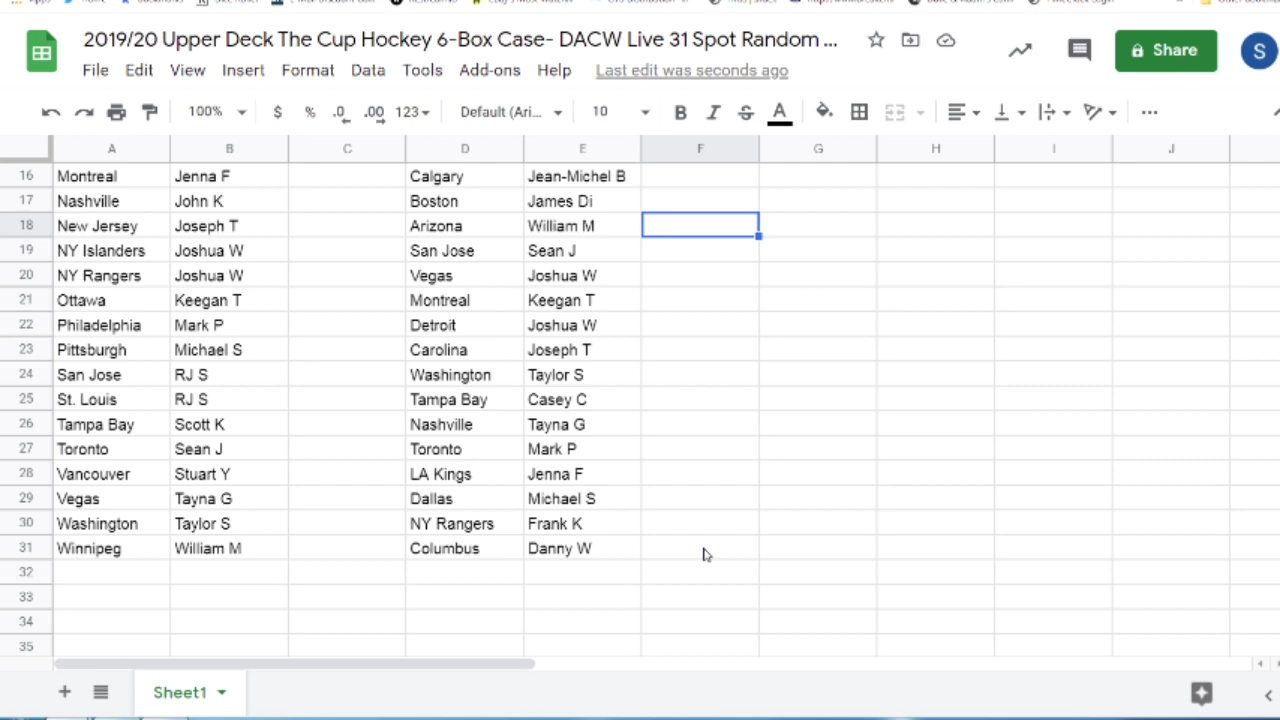 2019/20 Upper Deck The Cup Hockey 6-Box Case- DACW Live 31 Spot Random ...
Share
S
File Edit View Insert Format Data Tools Add-ons Help Last edit was seconds ago
100% $ % .0 .00 123 Default (Ari... 10 B I S A ...
A B C D E F G H I J
16 Montreal Jenna F Calgary Jean-Michel B
17 Nashville John K Boston James Di
18 New Jersey Joseph T Arizona William M
19 NY Islanders Joshua W San Jose Sean J
20 NY Rangers Joshua W Vegas Joshua W
21 Ottawa Keegan T Montreal Keegan T
22 Philadelphia Mark P Detroit Joshua W
23 Pittsburgh Michael S Carolina Joseph T
24 San Jose RJ S Washington Taylor S
25 St. Louis RJ S Tampa Bay Casey C
26 Tampa Bay Scott K Nashville Tayna G
27 Toronto Sean J Toronto Mark P
28 Vancouver Stuart Y LA Kings Jenna F
29 Vegas Tayna G Dallas Michael S
30 Washington Taylor S NY Rangers Frank K
31 Winnipeg William M Columbus Danny W
32
33
34
35
Sheet1